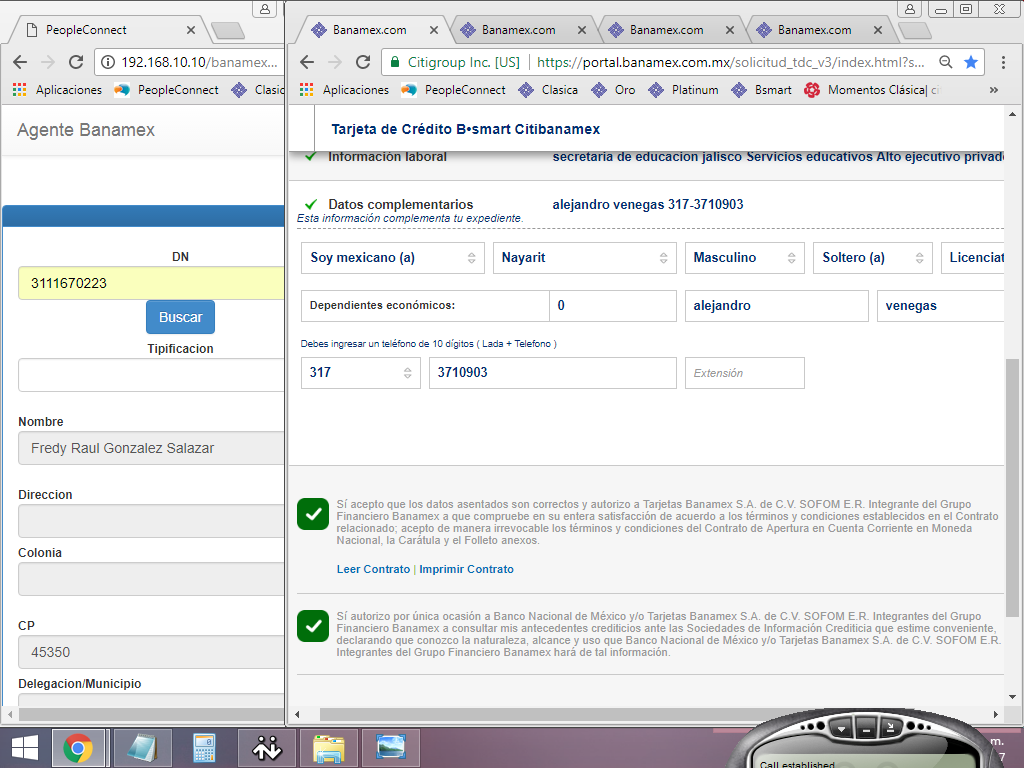 PeopleConnect
192.168.10.10/banamex...
Aplicaciones
PeopleConnect
Clasic
Agente Banamex
DN
3111670223
Buscar
Tipificacion
Nombre
Fredy Raul Gonzalez Salazar
Direccion
Colonia
CP
45350
Delegacion/Municipio
Banamex.com
Banamex.com
Banamex.com
Banamex.com
Citigroup Inc. [US]
https://portal.banamex.com.mx/solicitud_tdc_v3/index.html?s...
Aplicaciones
PeopleConnect
Clasica
Oro
Platinum
Bsmart
Momentos Clásica| ci
»
Tarjeta de Crédito B•smart Citibanamex
Información laboral
secretaria de educacion jalisco Servicios educativos Alto ejecutivo privado
Datos complementarios
alejandro venegas 317-3710903
Esta información complementa tu expediente.
Soy mexicano (a)
Nayarit
Masculino
Soltero (a)
Licenciat
Dependientes económicos:
0
alejandro
venegas
Debes ingresar un teléfono de 10 dígitos ( Lada + Telefono )
317
3710903
Extensión
Sí acepto que los datos asentados son correctos y autorizo a Tarjetas Banamex S.A. de C.V. SOFOM E.R. Integrante del Grupo
Financiero Banamex a que compruebe en su entera satisfacción de acuerdo a los términos y condiciones establecidos en el Contrato
relacionado; acepto de manera irrevocable los términos y condiciones del Contrato de Apertura en Cuenta Corriente en Moneda
Nacional, la Carátula y el Folleto anexos.
Leer Contrato | Imprimir Contrato
Sí autorizo por única ocasión a Banco Nacional de México y/o Tarjetas Banamex S.A. de C.V. SOFOM E.R. Integrantes del Grupo
Financiero Banamex a consultar mis antecedentes crediticios ante las Sociedades de Información Crediticia que estime conveniente,
declarando que conozco la naturaleza, alcance y uso que Banco Nacional de México y/o Tarjetas Banamex S.A. de C.V. SOFOM E.R.
Integrantes del Grupo Financiero Banamex hará de tal información.
m.
7
Call established